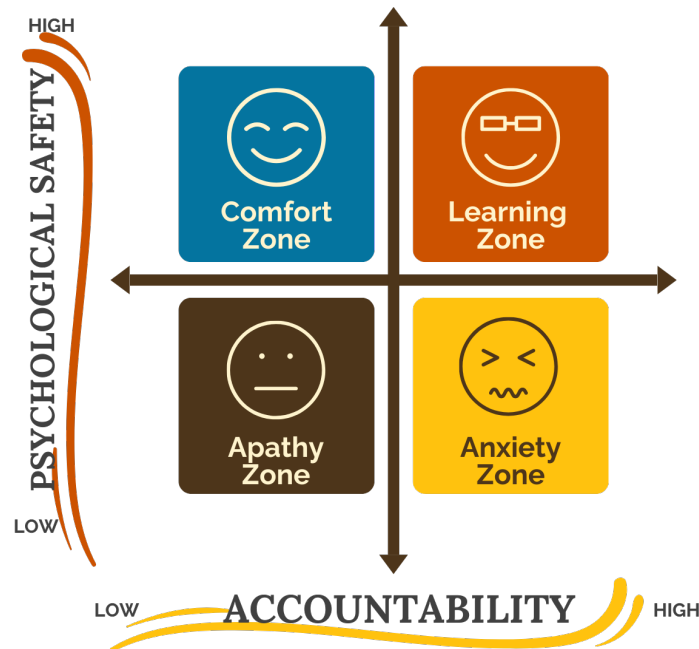 HIGH
PSYCHOLOGICAL SAFETY
LOW
Comfort
Zone
Learning
Zone
Apathy
Zone
Anxiety
Zone
LOW
ACCOUNTABILITY
HIGH